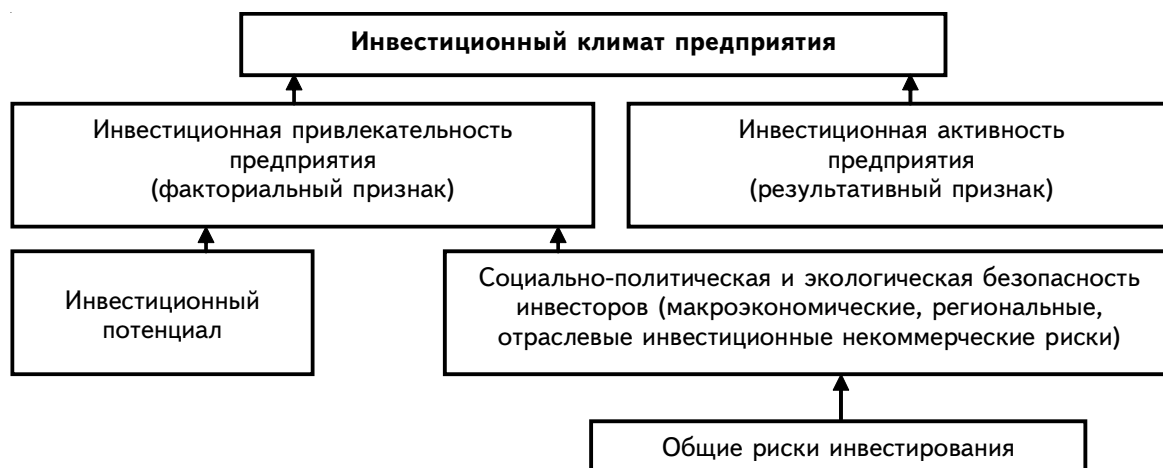 Инвестиционный климат предприятия
Инвестиционная привлекательность
предприятия
(факториальный признак)
Инвестиционная активность
предприятия
(результативный признак)
Инвестиционный
потенциал
Социально-политическая и экологическая безопасность
инвесторов (макроэкономические, региональные,
отраслевые инвестиционные некоммерческие риски)
Общие риски инвестирования